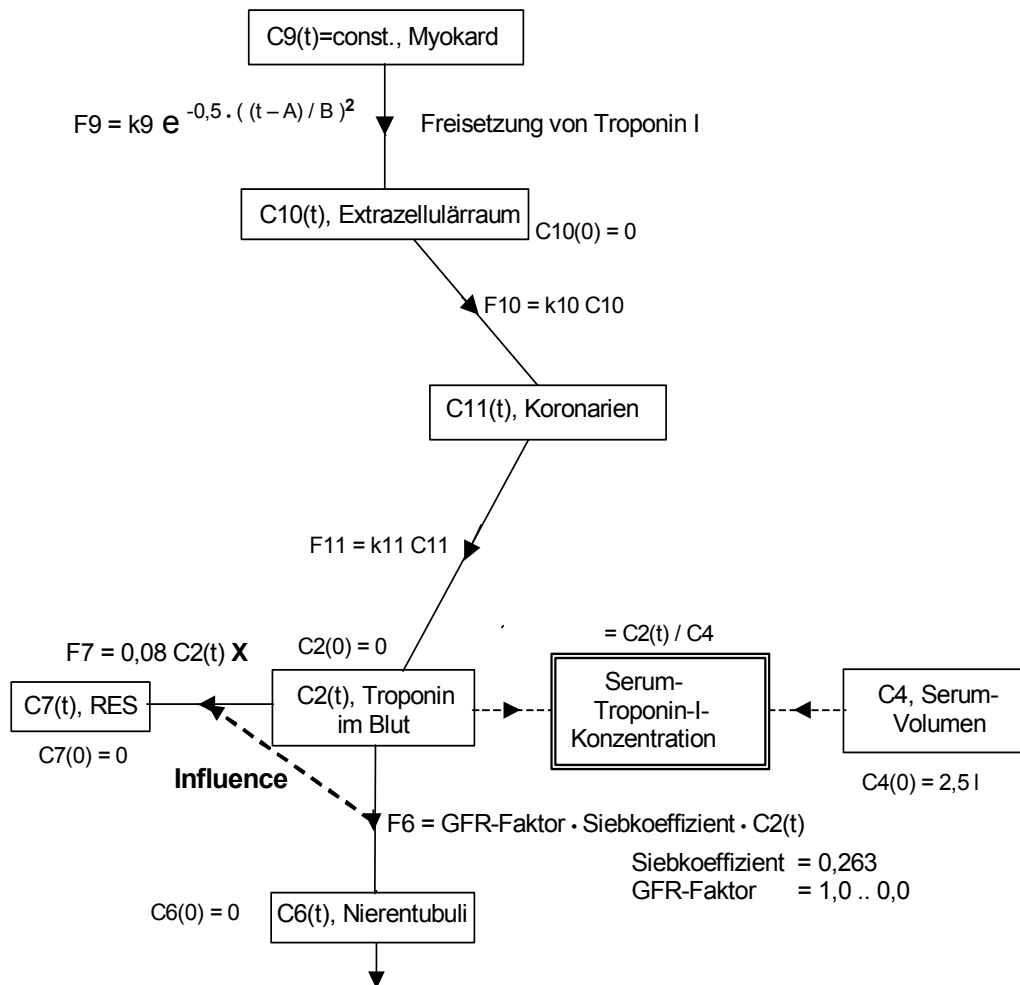 C9(t)=const., Myokard
F9 = k9 e -0,5 · ( (t – A) / B )²
Freisetzung von Troponin I
C10(t), Extrazellulärraum
C10(0) = 0
F10 = k10 C10
C11(t), Koronarien
F11 = k11 C11
= C2(t) / C4
C2(0) = 0
F7 = 0,08 C2(t) X
C7(t), RES
C7(0) = 0
C2(t), Troponin
im Blut
Serum-
Troponin-I-
Konzentration
C4, Serum-
Volumen
C4(0) = 2,5 l
Influence
F6 = GFR-Faktor · Siebkoeffizient · C2(t)
Siebkoeffizient = 0,263
GFR-Faktor = 1,0 .. 0,0
C6(0) = 0
C6(t), Nierentubuli